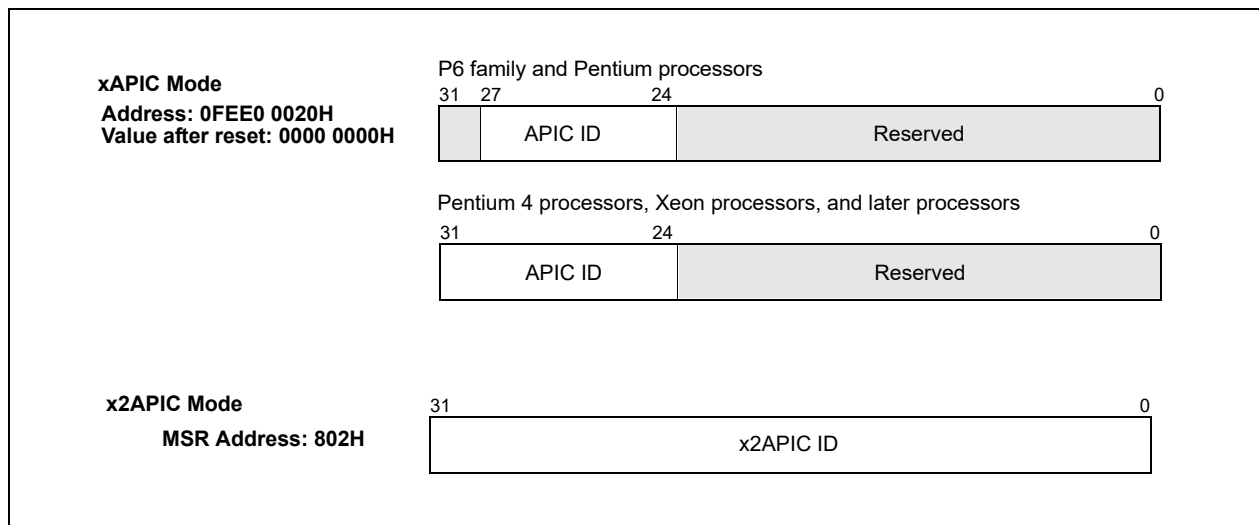 P6 family and Pentium processors
xAPIC Mode
31 27 24 0
Address: 0FEE0 0020H
Value after reset: 0000 0000H
APIC ID Reserved
Pentium 4 processors, Xeon processors, and later processors
31 24 0
APIC ID Reserved
x2APIC Mode
31 0
MSR Address: 802H
x2APIC ID